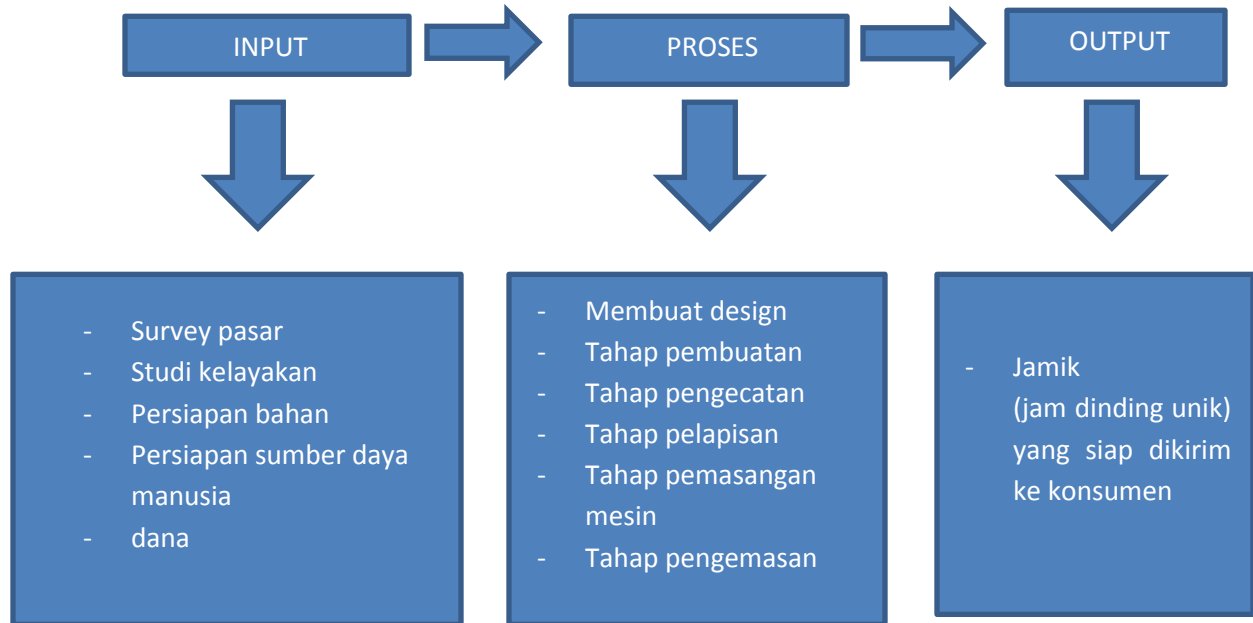 INPUT
PROSES
OUTPUT
- Survey pasar
- Studi kelayakan
- Persiapan bahan
- Persiapan sumber daya
manusia
- dana
- Membuat design
- Tahap pembuatan
- Tahap pengecatan
- Tahap pelapisan
- Tahap pemasangan
mesin
- Tahap pengemasan
- Jamik
(jam dinding unik)
yang siap dikirim
ke konsumen